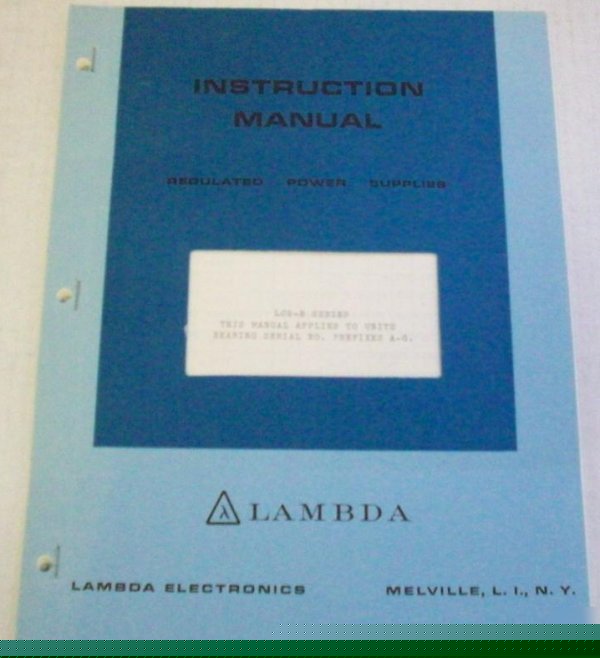 INSTRUCTION
MANUAL
REGULATED POWER SUPPLIES
SERIES
THIS MANUAL APPLIES TO UNITS
BEARING SERIAL NO. PREFIXES A-G.
LAMBDA
LAMBDA ELECTRONICS
MELVILLE, L. I., N. Y.